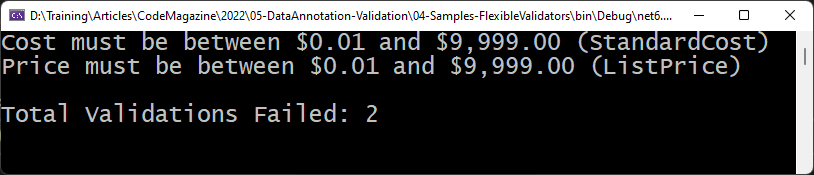 D:\Training\Articles\CodeMagazine\2022\05-DataAnnotation-Validation\04-Samples-FlexibleValidators\bin\Debug\net6....
Cost must be between $0.01 and $9,999.00 (StandardCost)
Price must be between $0.01 and $9,999.00 (ListPrice)
Total Validations Failed: 2